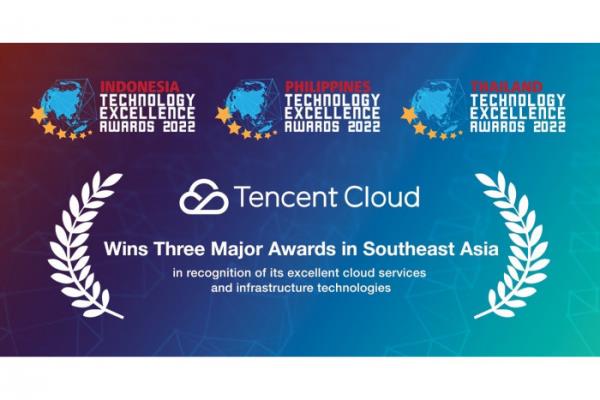 INDONESIA
TECHNOLOGY
EXCELLENCE
AWARDS 2022
PHILIPPINES
TECHNOLOGY
EXCELLENCE
AWARDS 2022
THAILAND
TECHNOLOGY
EXCELLENCE
AWARDS 2022
Tencent Cloud
Wins Three Major Awards in Southeast Asia
in recognition of its excellent cloud services
and infrastructure technologies